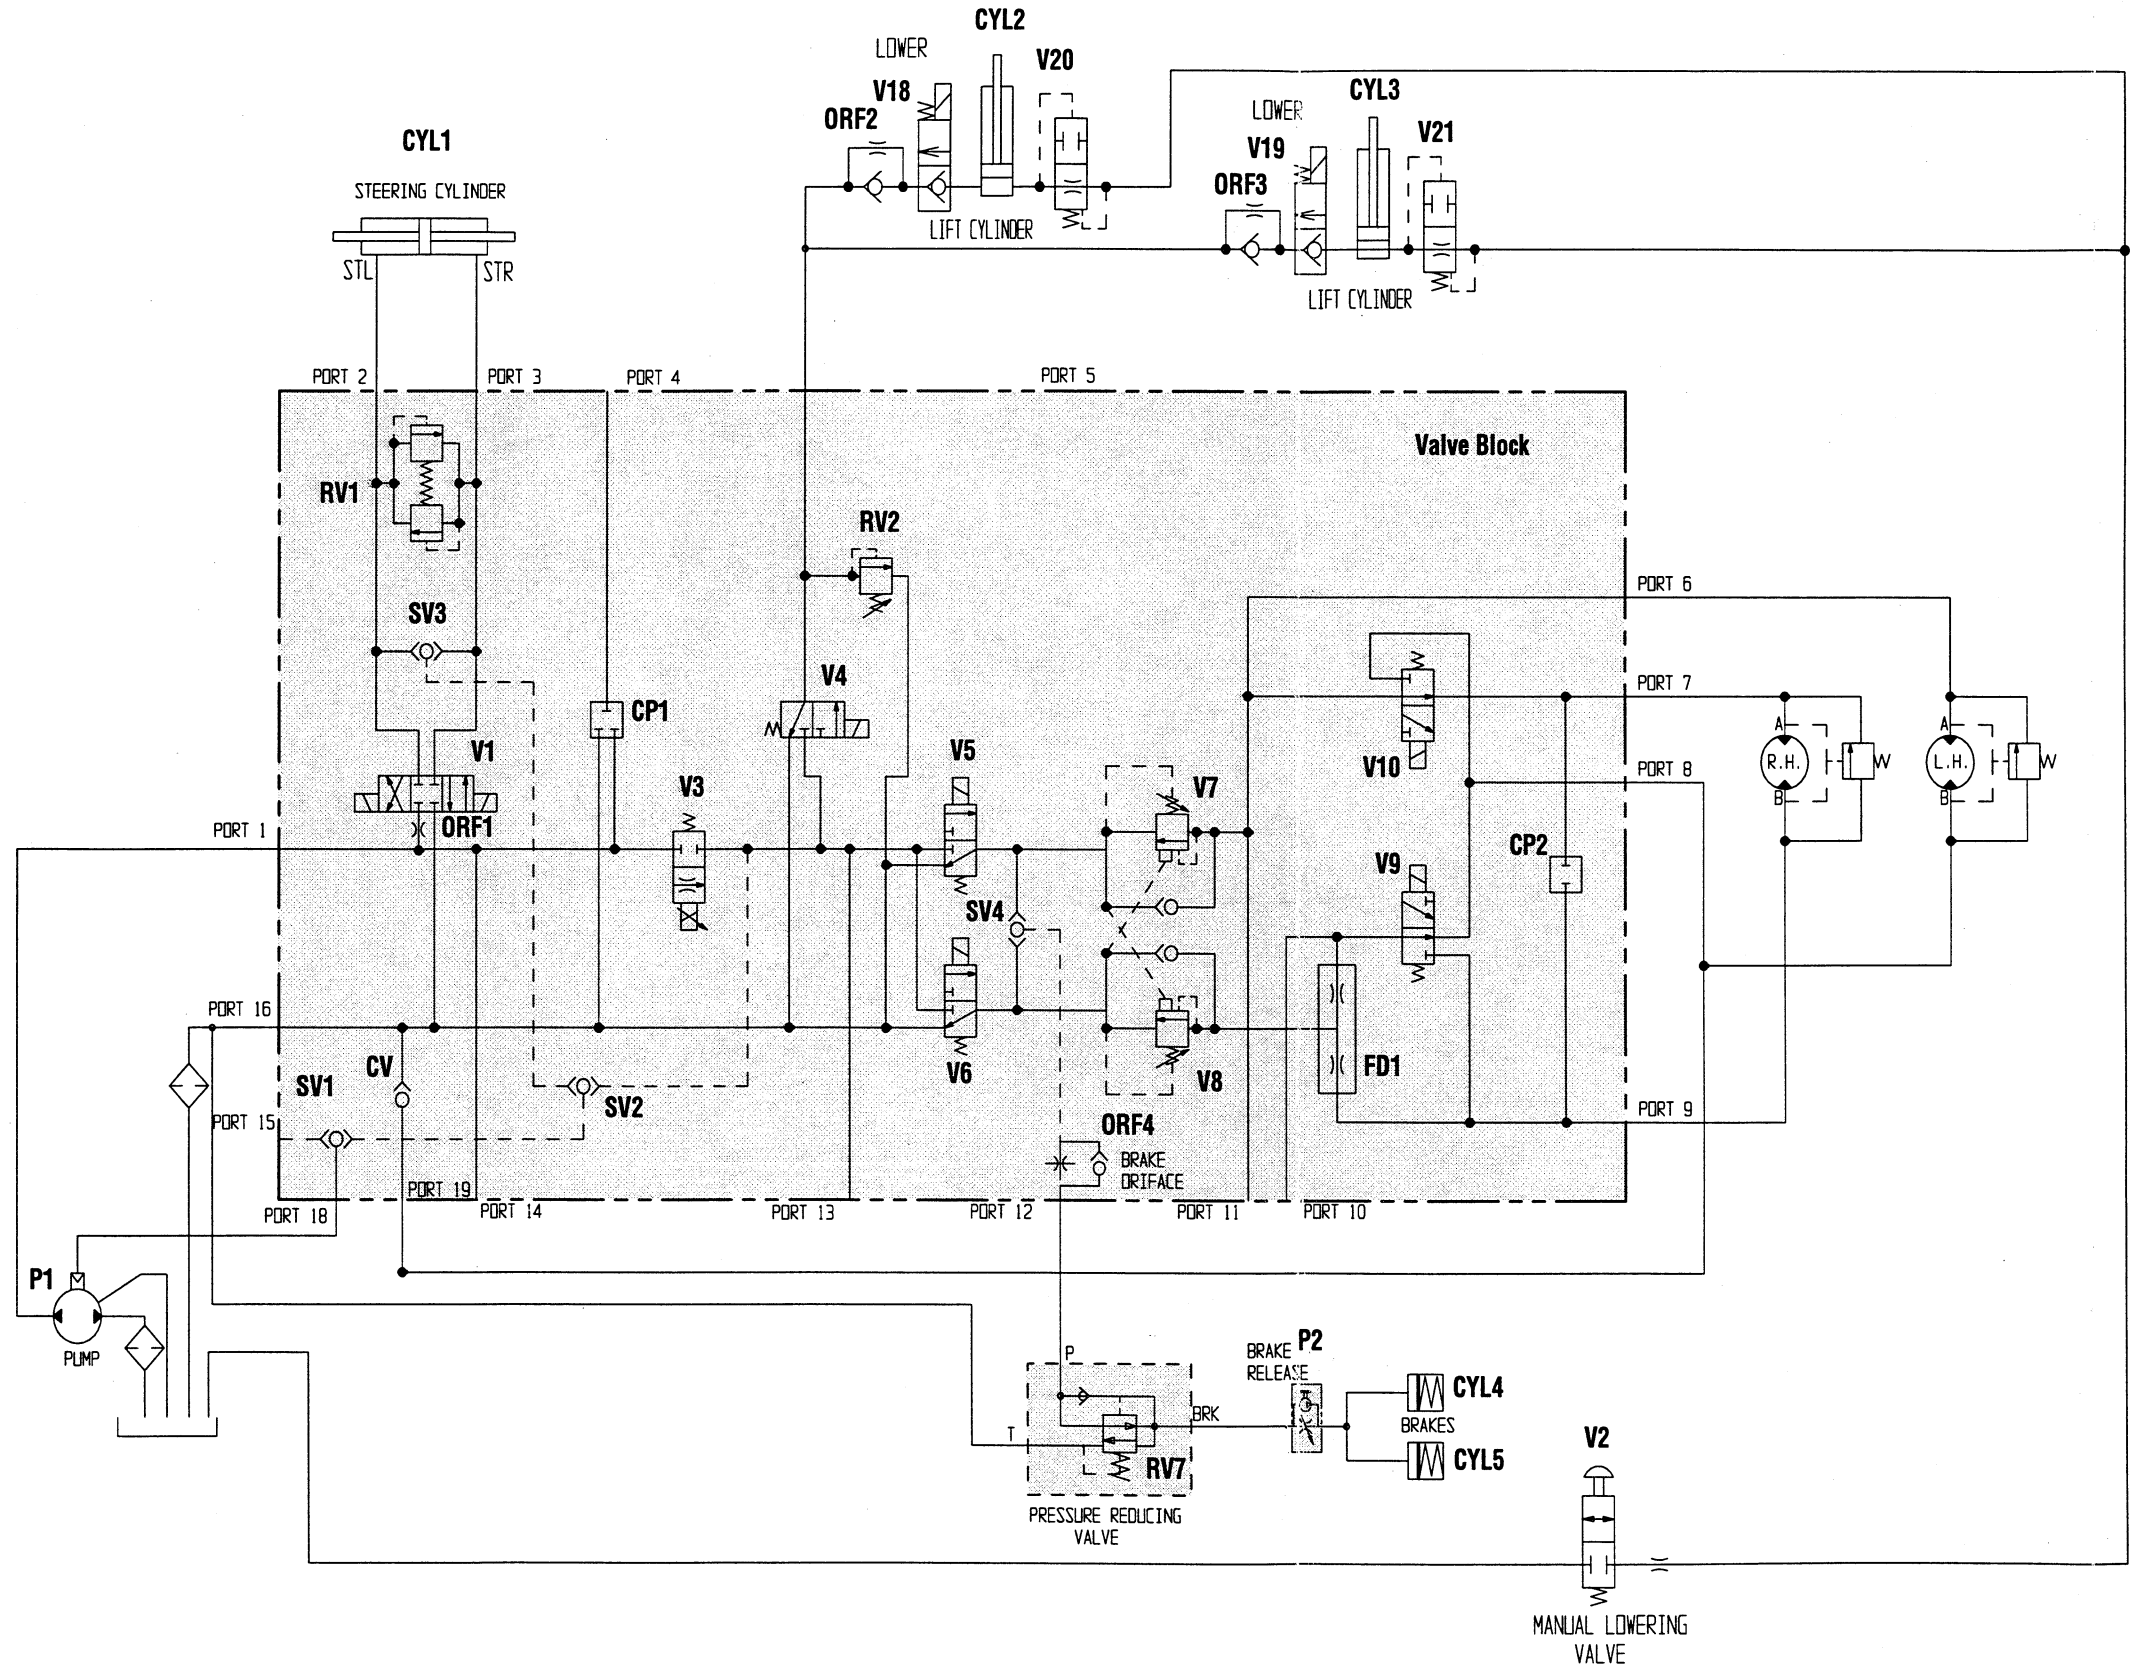 CYL2
LOWER
V20
V18
CYL3
LOWER
ORF2
V21
CYL1
V19
STEERING CYLINDER
ORF3
LIFT CYLINDER
STL
STR
LIFT CYLINDER
PORT 2
PORT 3
PORT 4
PORT 5
Valve Block
RV1
RV2
PORT 6
SV3
V4
PORT 7
CP1
A
A
V1
V5
V10
R.H.
L.H.
PORT 8
V3
V7
B
B
PORT 1
ORF1
CP2
V9
SV4
PORT 16
CV
V6
V8
FD1
SV1
SV2
PORT 9
PORT 15
ORF4
BRAKE
ORIFACE
PORT 19
PORT 18
PORT 14
PORT 13
PORT 12
PORT 11
PORT 10
P1
PUMP
P
BRAKE
RELEASE
P2
CYL4
BRK
BRAKES
T
V2
CYL5
RV7
PRESSURE REDUCING
VALVE
MANUAL LOWERING
VALVE